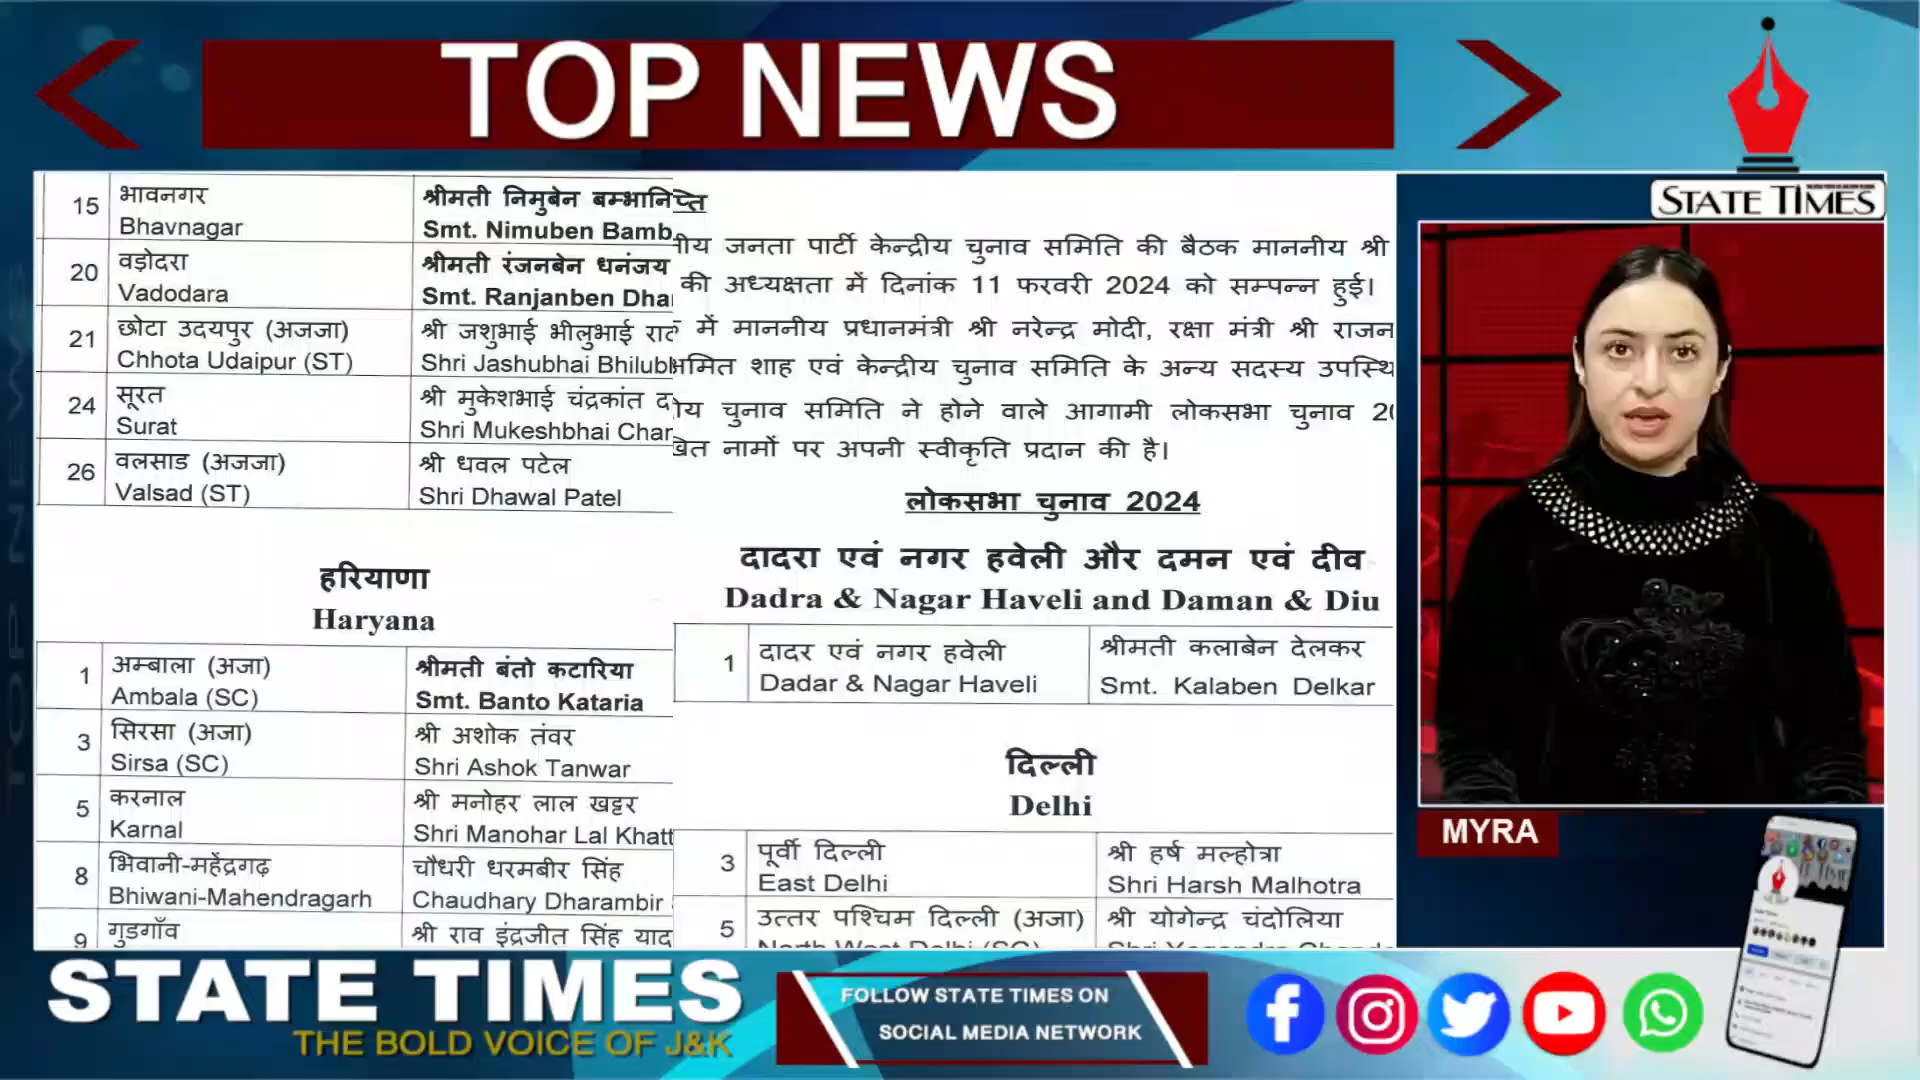 TOP NEWS
STATE TIMES
15
भावनगर
Bhavnagar
श्रीमती निमुबेन
Smt. Nimuben
20
वड़ोदरा
Vadodara
श्रीमती रंजनबेन धनंजय
Smt. Ranjanben
21
छोटा उदयपुर (अजजा)
Chhota Udaipur (ST)
श्री जशुभाई भीलुभाई
Shri Jashubhai
24
सूरत
Surat
श्री मुकेशभाई चंद्रकांत
Shri Mukeshbhai
26
वलसाड (अजजा)
Valsad (ST)
श्री धवल पटेल
Shri Dhawal Patel
हरियाणा
Haryana
1
अम्बाला (अजा)
Ambala (SC)
श्रीमती बंतो कटारिया
Smt. Banto Kataria
3
सिरसा (अजा)
Sirsa (SC)
श्री अशोक तंवर
Shri Ashok Tanwar
5
करनाल
Karnal
श्री मनोहर लाल खट्टर
Shri Manohar Lal
8
भिवानी-महेंद्रगढ़
Bhiwani-Mahendragarh
चौधरी धरमबीर सिंह
Chaudhary Dharambir
9
गुडगाँव
श्री राव इंद्रजीत सिंह
जनता पार्टी केन्द्रीय चुनाव समिति की बैठक माननीय श्री
की अध्यक्षता में दिनांक 11 फरवरी 2024 को सम्पन्न हुई।
में माननीय प्रधानमंत्री श्री नरेन्द्र मोदी, रक्षा मंत्री श्री
अमित शाह एवं केन्द्रीय चुनाव समिति के अन्य सदस्य
चुनाव समिति ने होने वाले आगामी लोकसभा चुनाव
नामों पर अपनी स्वीकृति प्रदान की है।
लोकसभा चुनाव 2024
दादरा एवं नगर हवेली और दमन एवं दीव
Dadra & Nagar Haveli and Daman & Diu
1
दादर एवं नगर हवेली
Dadar & Nagar Haveli
श्रीमती कलाबेन देलकर
Smt. Kalaben Delkar
दिल्ली
Delhi
3
पूर्वी दिल्ली
East Delhi
श्री हर्ष मल्होत्रा
Shri Harsh Malhotra
5
उत्तर पश्चिम दिल्ली (अजा)
North West Delhi (SC)
श्री योगेन्द्र चंदोलिया
MYRA
STATE TIMES
THE BOLD VOICE OF J&K
FOLLOW STATE TIMES ON
SOCIAL MEDIA NETWORK